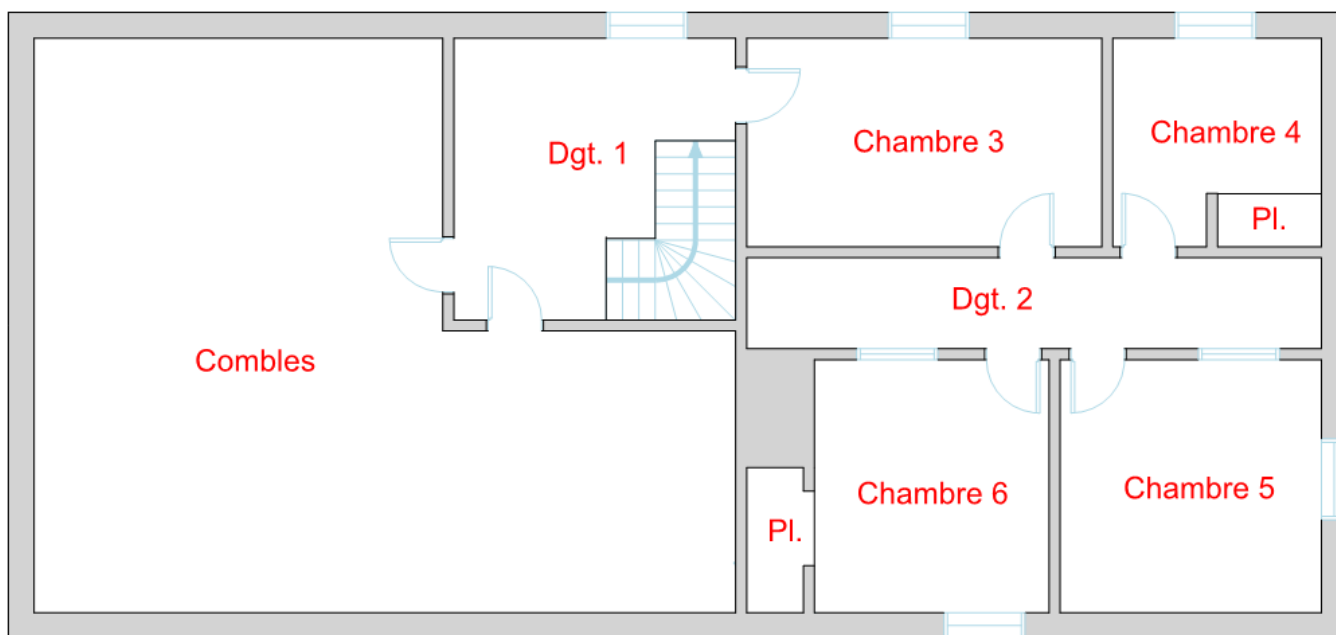 Dgt. 1
Chambre 3
Chambre 4
Pl.
Dgt. 2
Combles
Chambre 6
Chambre 5
Pl.